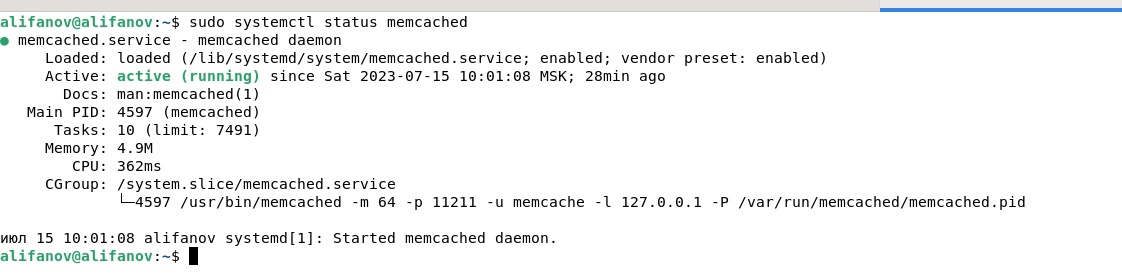 alifanov@alifanov:~$ sudo systemctl status memcached
● memcached.service - memcached daemon
     Loaded: loaded (/lib/systemd/system/memcached.service; enabled; vendor preset: enabled)
     Active: active (running) since Sat 2023-07-15 10:01:08 MSK; 28min ago
       Docs: man:memcached(1)
   Main PID: 4597 (memcached)
      Tasks: 10 (limit: 7491)
     Memory: 4.9M
        CPU: 362ms
     CGroup: /system.slice/memcached.service
             └─4597 /usr/bin/memcached -m 64 -p 11211 -u memcache -l 127.0.0.1 -P /var/run/memcached/memcached.pid

июл 15 10:01:08 alifanov systemd[1]: Started memcached daemon.
alifanov@alifanov:~$